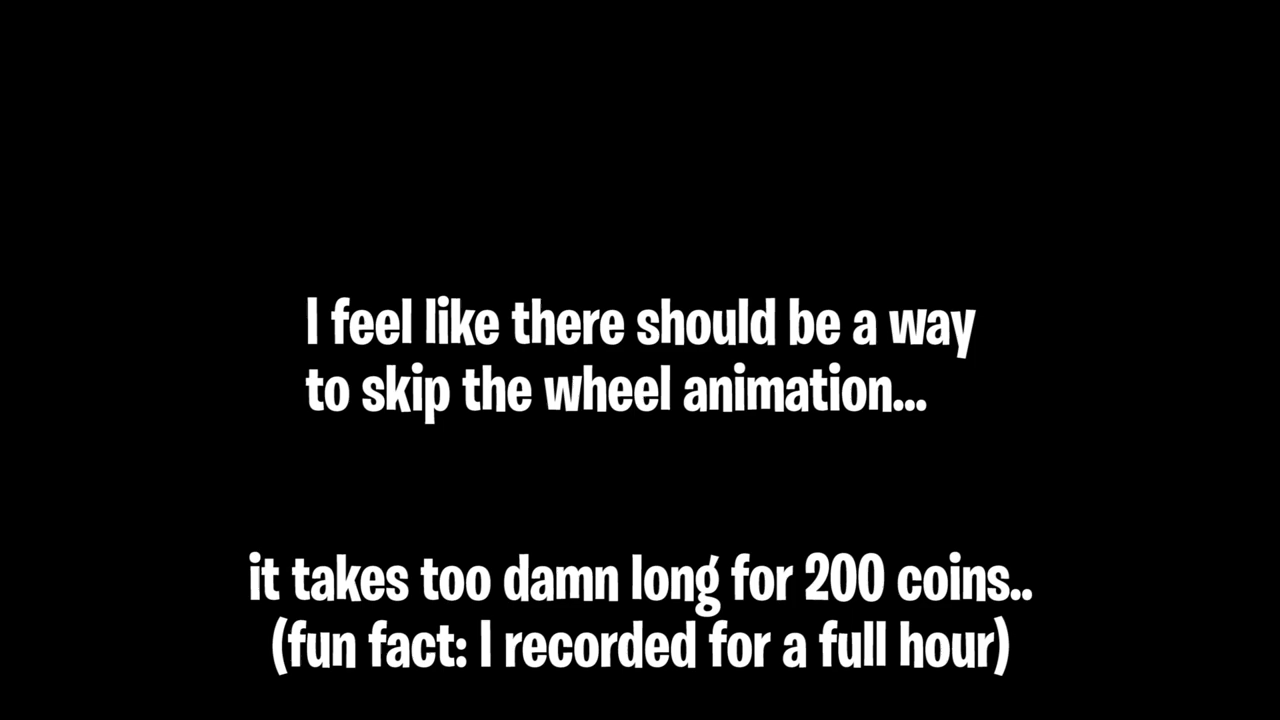 I feel like there should be a way
to skip the wheel animation...
it takes too damn long for 200 coins..
(fun fact: I recorded for a full hour)